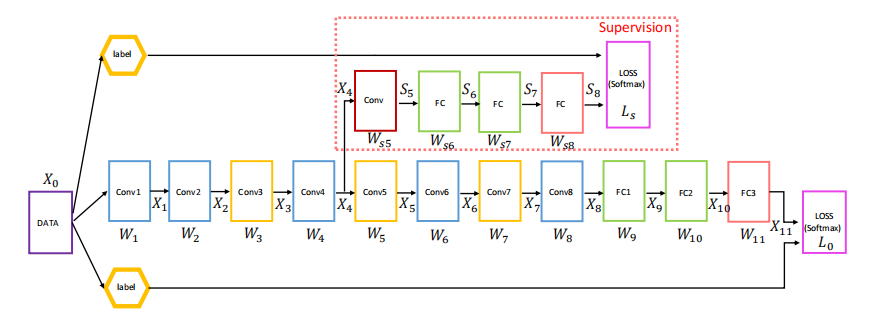 Supervision
label
LOSS
(Softmax)
L_s
X_4
Conv
S_5
FC
S_6
FC
S_7
FC
S_8
W_{s5}
W_{s6}
W_{s7}
W_{s8}
X_0
DATA
Conv1
X_1
Conv2
X_2
Conv3
X_3
Conv4
X_4
Conv5
X_5
Conv6
X_6
Conv7
X_7
Conv8
X_8
FC1
X_9
FC2
X_{10}
FC3
X_{11}
LOSS
(Softmax)
L_0
W_1
W_2
W_3
W_4
W_5
W_6
W_7
W_8
W_9
W_{10}
W_{11}
label